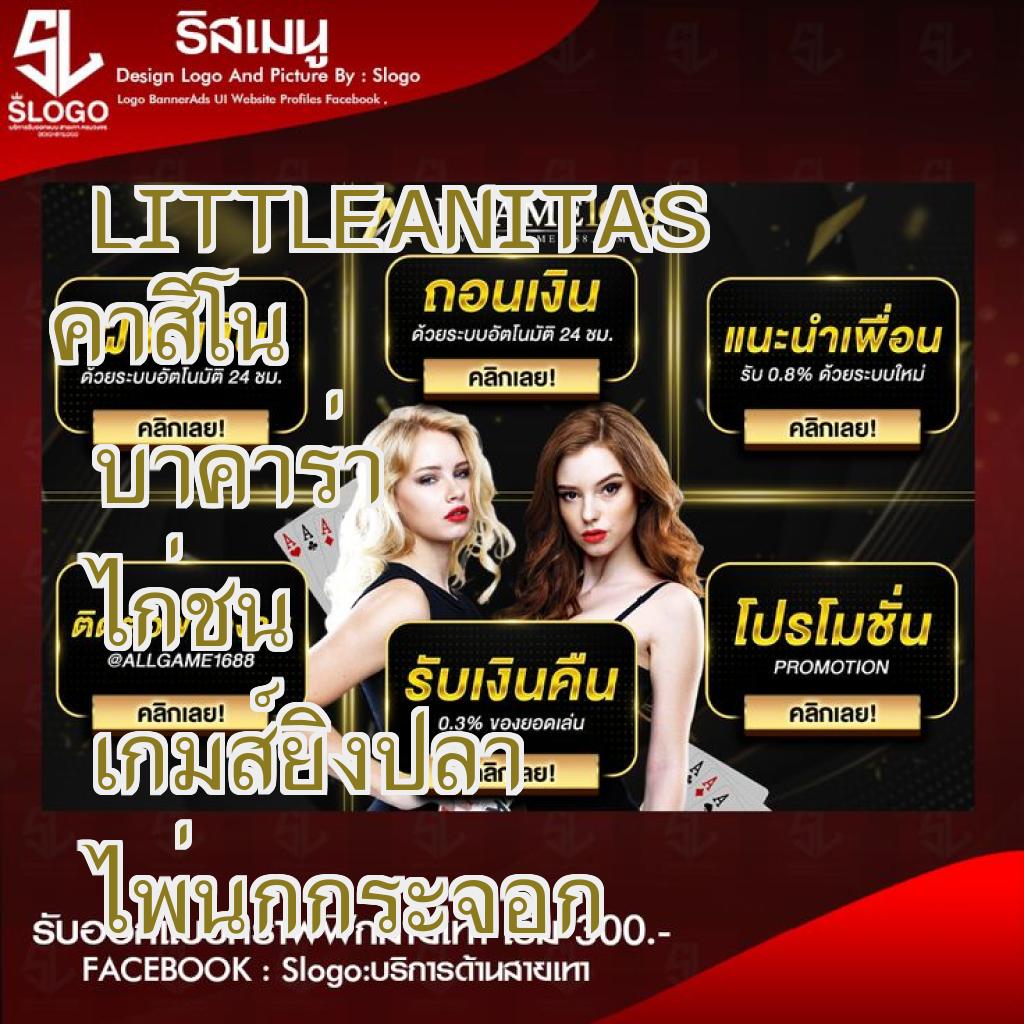 SLOGO
ริสเมนู
Design Logo And Picture By : Slogo
Logo BannerAds UI Website Profiles Facebook .
LITTLEANITAS
คาสิโน
ด้วยระบบอัตโนมัติ 24 ชม.
คลิกเลย!
ถอนเงิน
ด้วยระบบอัตโนมัติ 24 ชม.
คลิกเลย!
แนะนำเพื่อน
รับ 0.8% ด้วยระบบใหม่
คลิกเลย!
บาคาร่า
ไก่ชน
@ALLGAME1688
คลิกเลย!
รับเงินคืน
0.3% ของยอดเล่น
คลิกเลย!
โปรโมชั่น
PROMOTION
คลิกเลย!
เกมส์ยิงปลา
ไพ่นกกระจอก
300.-
FACEBOOK : Slogo:บริการด้านสายเทา